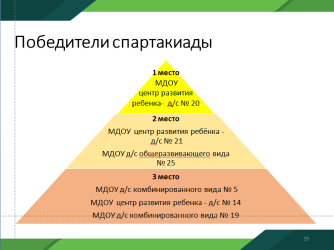 Победители спартакиады
1 место
МДОУ
центр развития
ребенка- д/с № 20
2 место
МДОУ центр развития ребёнка -
д/с № 21
МДОУ д/с общеразвивающего вида
№ 25
3 место
МДОУ д/с комбинированного вида № 5
МДОУ центр развития ребенка - д/с № 14
МДОУ д/с комбинированного вида № 19